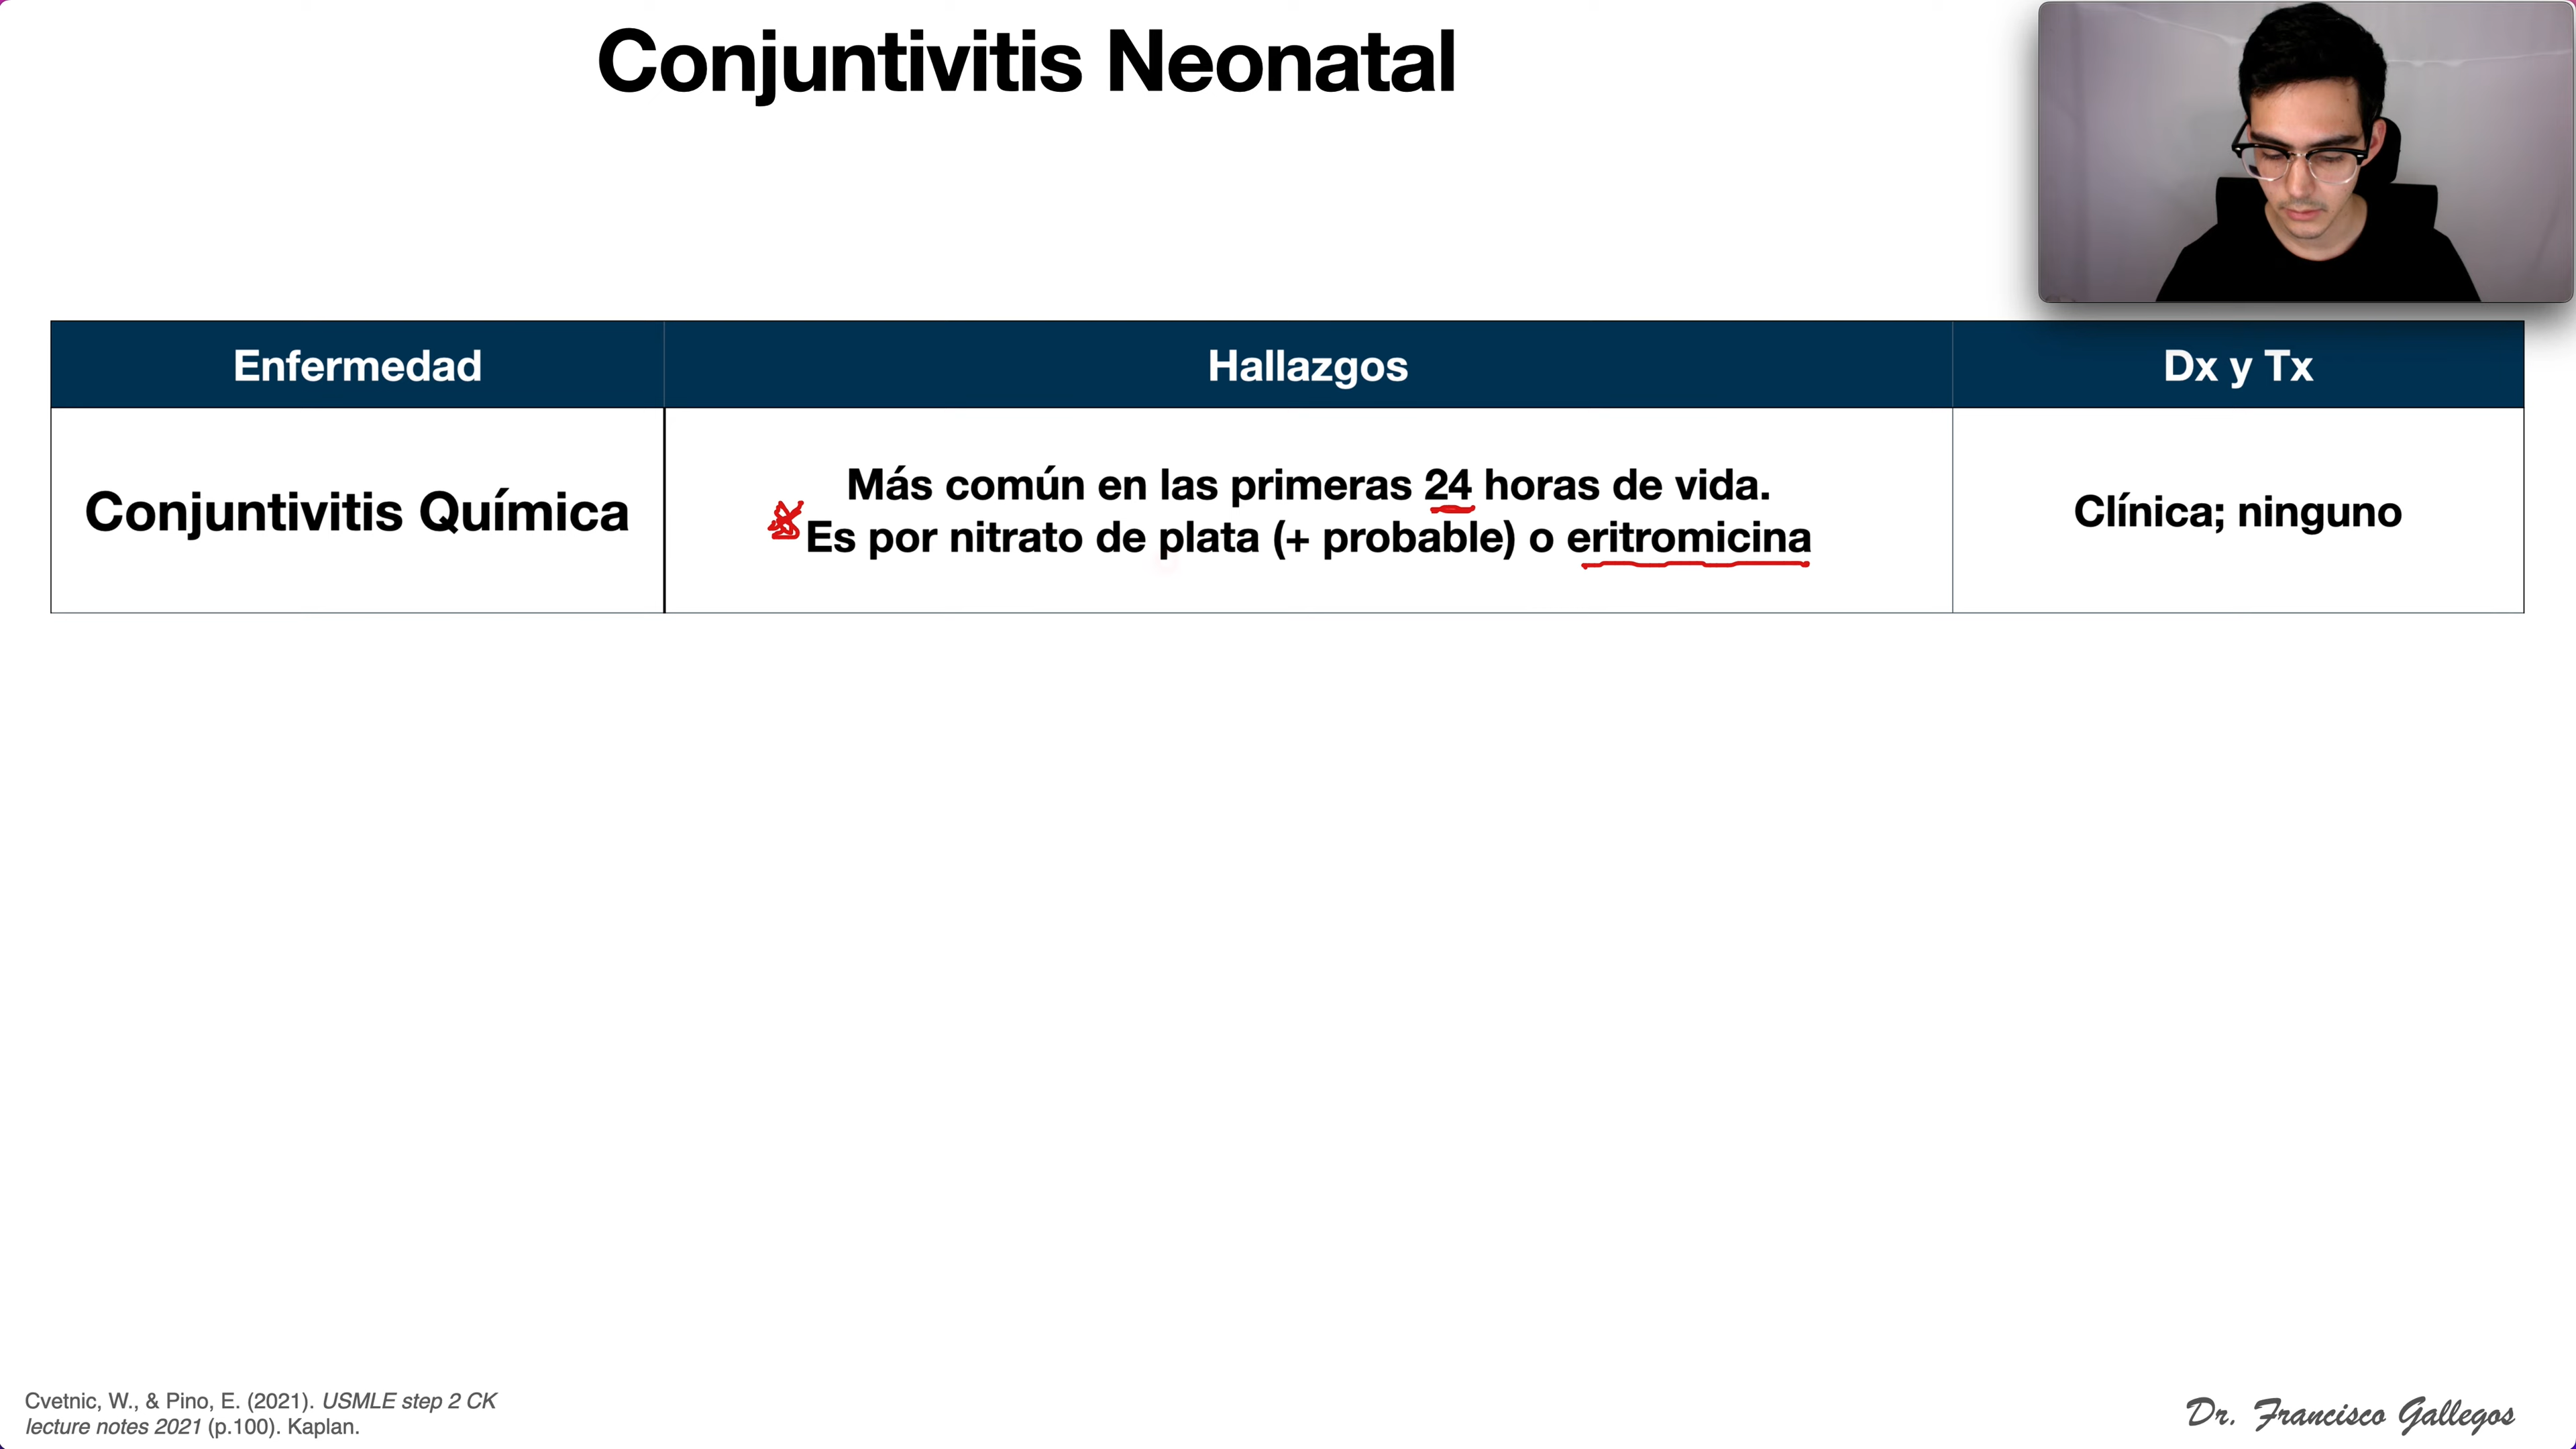 Conjuntivitis Neonatal
Enfermedad
Hallazgos
Dx y Tx
Conjuntivitis Química
Más común en las primeras 24 horas de vida.
Es por nitrato de plata (+ probable) o eritromicina
Clínica; ninguno
Cvetnic, W., & Pino, E. (2021). USMLE step 2 CK
lecture notes 2021 (p.100). Kaplan.
Dr. Francisco Gallegos